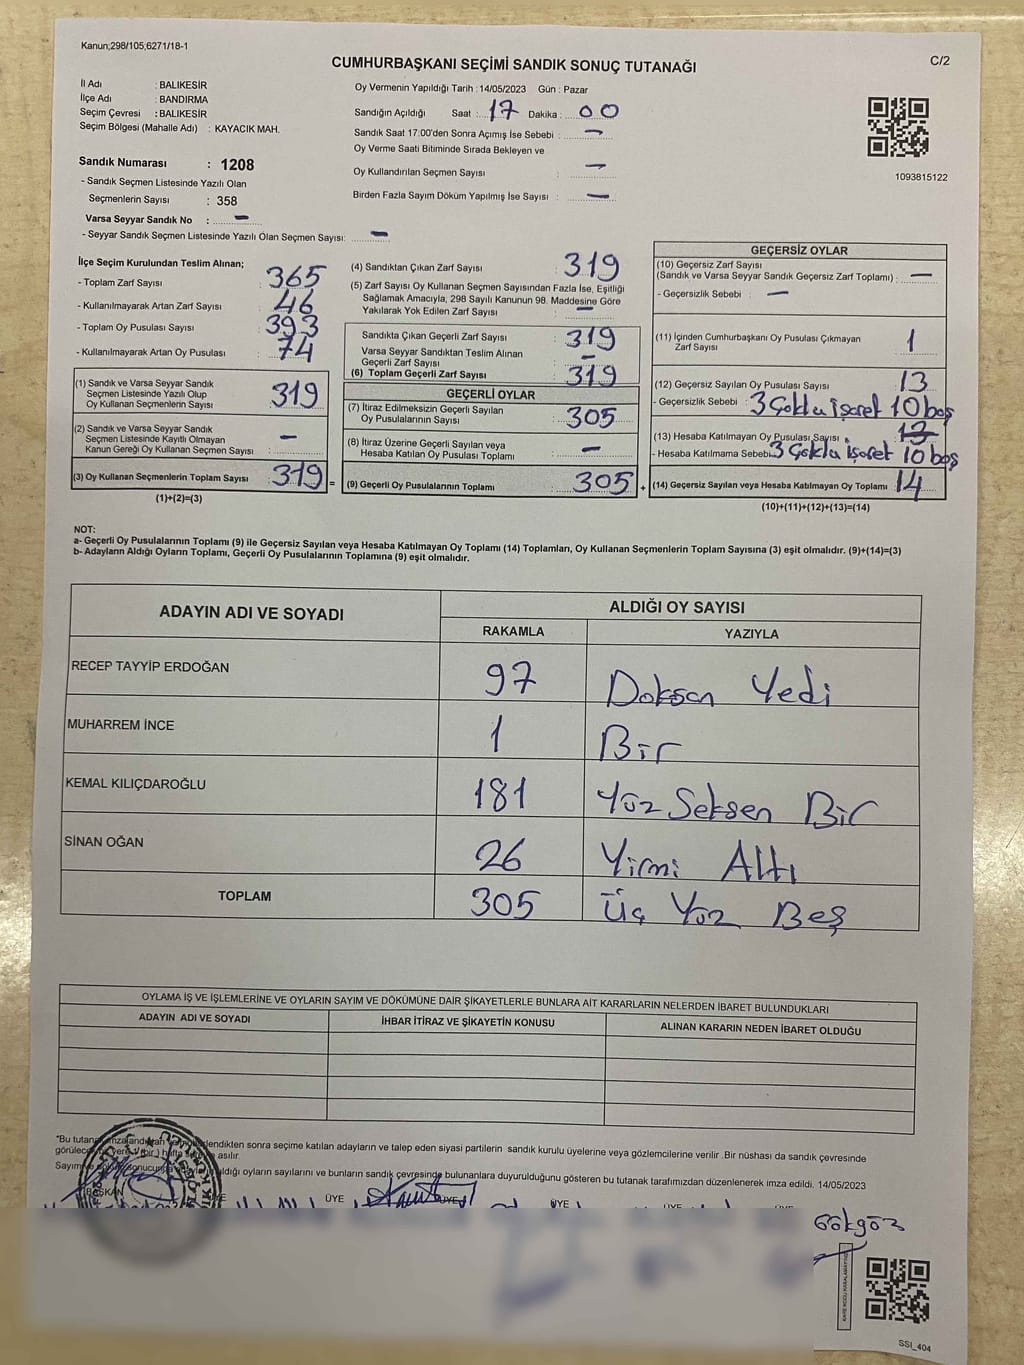 Kanun;298/105;6271/18-1
C/2
CUMHURBAŞKANI SEÇİMİ SANDIK SONUÇ TUTANAĞI
İl Adı : BALIKESİR
İlçe Adı : BANDIRMA
Seçim Çevresi : BALIKESİR
Seçim Bölgesi (Mahalle Adı) : KAYACIK MAH.
Sandık Numarası : 1208
- Sandık Seçmen Listesinde Yazılı Olan
Seçmenlerin Sayısı : 358
Varsa Seyyar Sandık No : -
- Seyyar Sandık Seçmen Listesinde Yazılı Olan Seçmen Sayısı: -
Oy Vermenin Yapıldığı Tarih : 14/05/2023 Gün : Pazar
Sandığın Açıldığı Saat : 17 Dakika : 00
Sandık Saat 17:00'den Sonra Açımış İse Sebebi : -
Oy Verme Saati Bitiminde Sırada Bekleyen ve
Oy Kullandırılan Seçmen Sayısı : -
Birden Fazla Sayım Döküm Yapılmış İse Sayısı : -
1093815122
İlçe Seçim Kurulundan Teslim Alınan;
- Toplam Zarf Sayısı : 365
- Kullanılmayarak Artan Zarf Sayısı : 46
- Toplam Oy Pusulası Sayısı : 393
- Kullanılmayarak Artan Oy Pusulası : 74
(1) Sandık ve Varsa Seyyar Sandık
Seçmen Listesinde Yazılı Olup
Oy Kullanan Seçmenlerin Sayısı : 319
(2) Sandık ve Varsa Seyyar Sandık
Seçmen Listesinde Kayıtlı Olmayan
Kanun Gereği Oy Kullanan Seçmen Sayısı : -
(3) Oy Kullanan Seçmenlerin Toplam Sayısı : 319 =
(1)+(2)=(3)
(4) Sandıktan Çıkan Zarf Sayısı : 319
(5) Zarf Sayısı Oy Kullanan Seçmen Sayısından Fazla İse, Eşitliği
Sağlamak Amacıyla, 298 Sayılı Kanunun 98. Maddesine Göre
Yakılarak Yok Edilen Zarf Sayısı : -
Sandıkta Çıkan Geçerli Zarf Sayısı : 319
Varsa Seyyar Sandıktan Teslim Alınan
Geçerli Zarf Sayısı : -
(6) Toplam Geçerli Zarf Sayısı : 319
GEÇERLİ OYLAR
(7) İtiraz Edilmeksizin Geçerli Sayılan
Oy Pusulalarının Sayısı : 305
(8) İtiraz Üzerine Geçerli Sayılan veya
Hesaba Katılan Oy Pusulası Toplamı : -
(9) Geçerli Oy Pusulalarının Toplamı : 305 +
GEÇERSİZ OYLAR
(10) Geçersiz Zarf Sayısı
(Sandık ve Varsa Seyyar Sandık Geçersiz Zarf Toplamı) : -
- Geçersizlik Sebebi : -
(11) İçinden Cumhurbaşkanı Oy Pusulası Çıkmayan
Zarf Sayısı : 1
(12) Geçersiz Sayılan Oy Pusulası Sayısı : 13
- Geçersizlik Sebebi : 3 Çoklu işaret 10 boş
(13) Hesaba Katılmayan Oy Pusulası Sayısı : 13
- Hesaba Katılmama Sebebi: 3 Çoklu işaret 10 boş
(14) Geçersiz Sayılan veya Hesaba Katılmayan Oy Toplamı : 14
(10)+(11)+(12)+(13)=(14)
NOT:
a- Geçerli Oy Pusulalarının Toplamı (9) ile Geçersiz Sayılan veya Hesaba Katılmayan Oy Toplamı (14) Toplamları, Oy Kullanan Seçmenlerin Toplam Sayısına (3) eşit olmalıdır. (9)+(14)=(3)
b- Adayların Aldığı Oyların Toplamı, Geçerli Oy Pusulalarının Toplamına (9) eşit olmalıdır.
ADAYIN ADI VE SOYADI ALDIĞI OY SAYISI
RAKAMLA YAZIYLA
RECEP TAYYİP ERDOĞAN 97 Doksan Yedi
MUHARREM İNCE 1 Bir
KEMAL KILIÇDAROĞLU 181 Yüz Seksen Bir
SİNAN OĞAN 26 Yirmi Altı
TOPLAM 305 Üç Yüz Beş
OYLAMA İŞ VE İŞLEMLERİNE VE OYLARIN SAYIM VE DÖKÜMÜNE DAİR ŞİKAYETLERLE BUNLARA AİT KARARLARIN NELERDEN İBARET BULUNDUKLARI
ADAYIN ADI VE SOYADI İHBAR İTİRAZ VE ŞİKAYETİN KONUSU ALINAN KARARIN NEDEN İBARET OLDUĞU
*Bu sonra seçime katılan adayların ve talep eden siyasi partilerin sandık kurulu üyelerine veya gözlemcilerine verilir .Bir nüshası da sandık çevresinde
asılır.
oyların sayılarını ve bunların sandık çevresinde bulunanlara duyurulduğunu gösteren bu tutanak tarafımızdan düzenlenerek imza edildi. 14/05/2023
BAŞKAN ÜYE ÜYE ÜYE ÜYE
Gökgöz
SSI_404